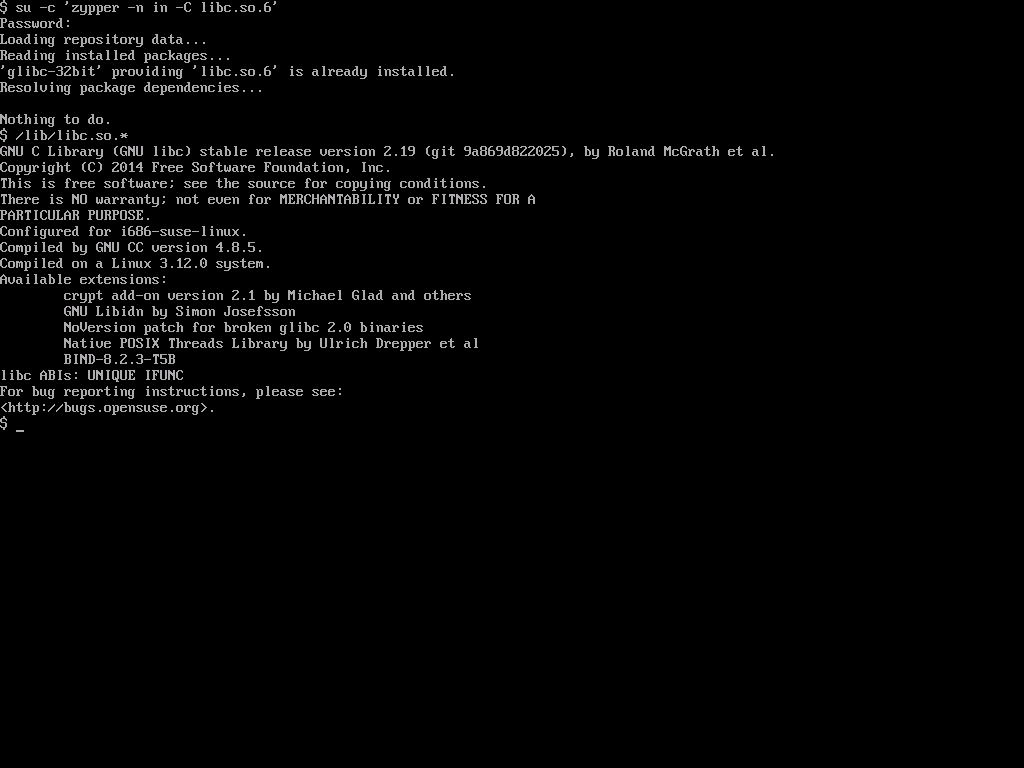 $ su -c 'zypper -n in -C libc.so.6'
Password:
Loading repository data...
Reading installed packages...
'glibc-32bit' providing 'libc.so.6' is already installed.
Resolving package dependencies...

Nothing to do.
$ /lib/libc.so.*
GNU C Library (GNU libc) stable release version 2.19 (git 9a869d822025), by Roland McGrath et al.
Copyright (C) 2014 Free Software Foundation, Inc.
This is free software; see the source for copying conditions.
There is NO warranty; not even for MERCHANTABILITY or FITNESS FOR A
PARTICULAR PURPOSE.
Configured for i686-suse-linux.
Compiled by GNU CC version 4.8.5.
Compiled on a Linux 3.12.0 system.
Available extensions:
        crypt add-on version 2.1 by Michael Glad and others
        GNU Libidn by Simon Josefsson
        NoVersion patch for broken glibc 2.0 binaries
        Native POSIX Threads Library by Ulrich Drepper et al
        BIND-8.2.3-T5B
libc ABIs: UNIQUE IFUNC
For bug reporting instructions, please see:
<http://bugs.opensuse.org>.
$ _